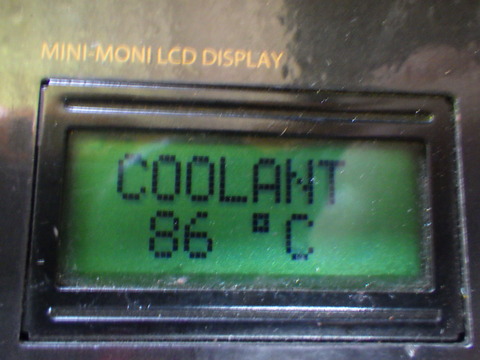 MINI-MONI LCD DISPLAY
COOLANT
86 °C